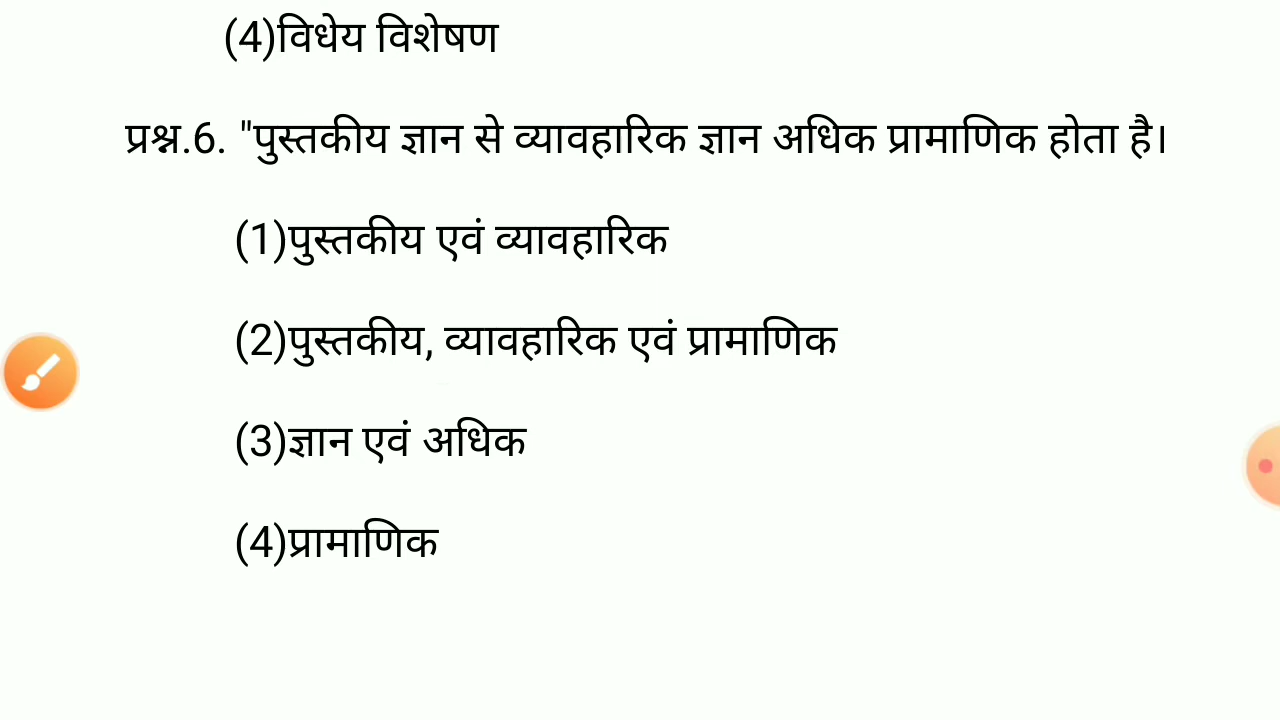 (4)विधेय विशेषण
प्रश्न.6. "पुस्तकीय ज्ञान से व्यावहारिक ज्ञान अधिक प्रामाणिक होता है।
(1)पुस्तकीय एवं व्यावहारिक
(2)पुस्तकीय, व्यावहारिक एवं प्रामाणिक
(3)ज्ञान एवं अधिक
(4)प्रामाणिक